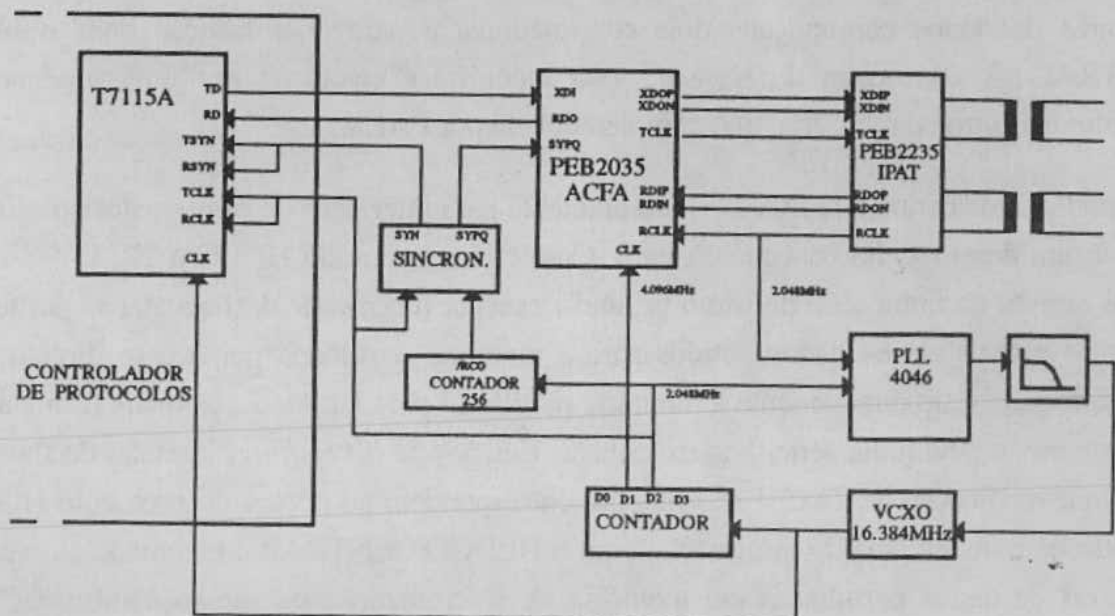 T7115A
TD
RD
TSYN
RSYN
TCLK
RCLK
CLK
CONTROLADOR
DE PROTOCOLOS
XDI
RDO
SYPQ
PEB2035
ACFA
CLK
XDOP
XDON
TCLK
RDIP
RDIN
RCLK
XDIP
XDIN
TCLK
PEB2235
IPAT
RDOP
RDON
RCLK
SYN SYPQ
SINCRON.
4.096MHz
2.048MHz
/RCO
CONTADOR
256
2.048MHz
PLL
4046
D0 D1 D2 D3
CONTADOR
VCXO
16.384MHz